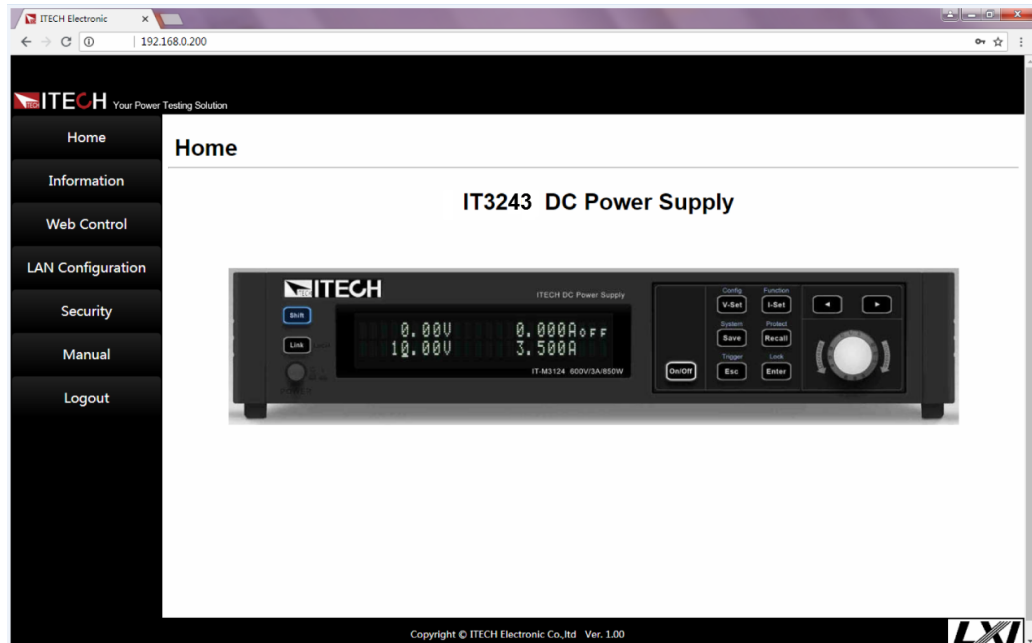 ITECH Electronic
192.168.0.200
ITECH Your Power Testing Solution
Home
Information
Web Control
LAN Configuration
Security
Manual
Logout
Home
IT3243 DC Power Supply
ITECH
ITECH DC Power Supply
Shift
Link
0.00V 0.000A OFF
10.00V 3.500A
IT-M3124 600V/3A/850W
On/Off
Config Function
V-Set I-Set
System Protect
Save Recall
Trigger Lock
Esc Enter
Copyright © ITECH Electronic Co.,ltd Ver. 1.00
LXI